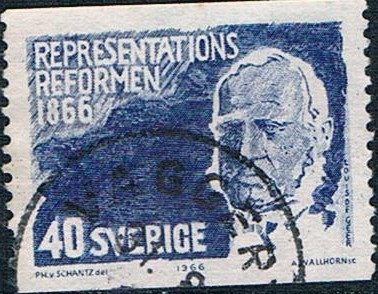 REPRESENTATIONS
REFORMEN
1866
40 SVERIGE
PH.v SCHANTZ del
1966
A. WALLHORN sc